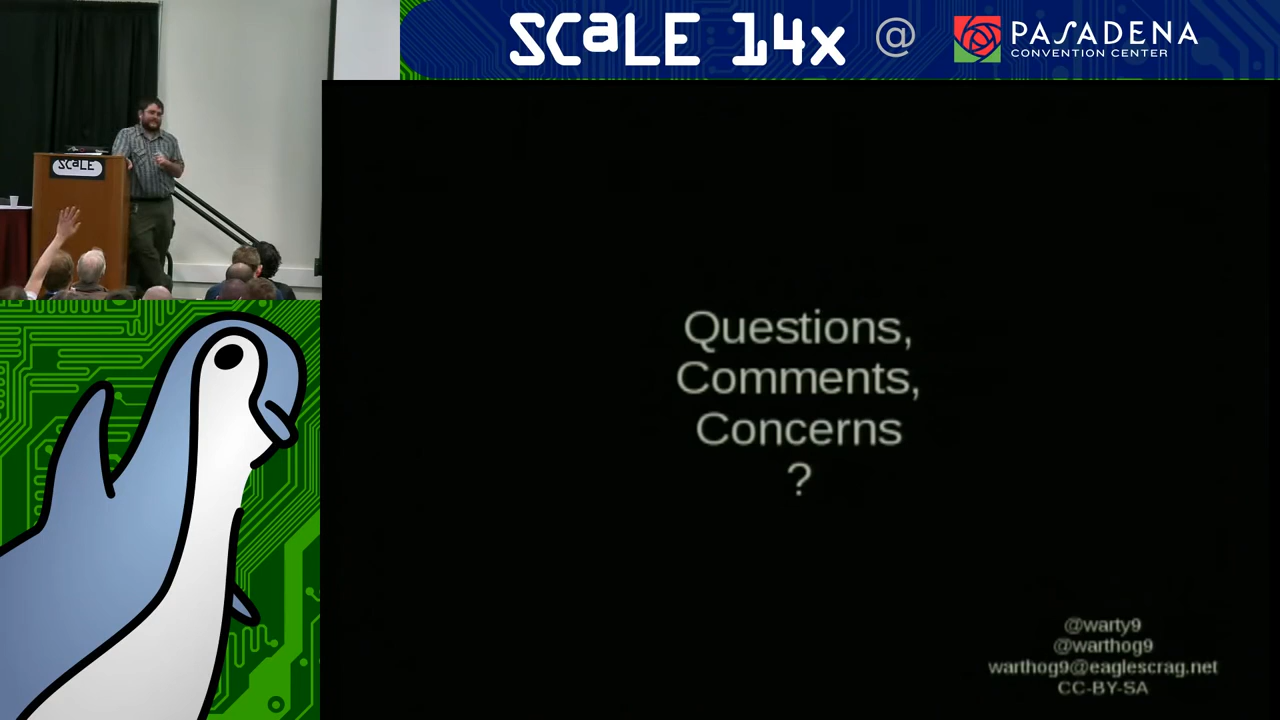 SCaLE 14x @ PASADENA
CONVENTION CENTER
SCaLE
Questions,
Comments,
Concerns
?
@warty9
@warthog9
warthog9@eaglescrag.net
CC-BY-SA